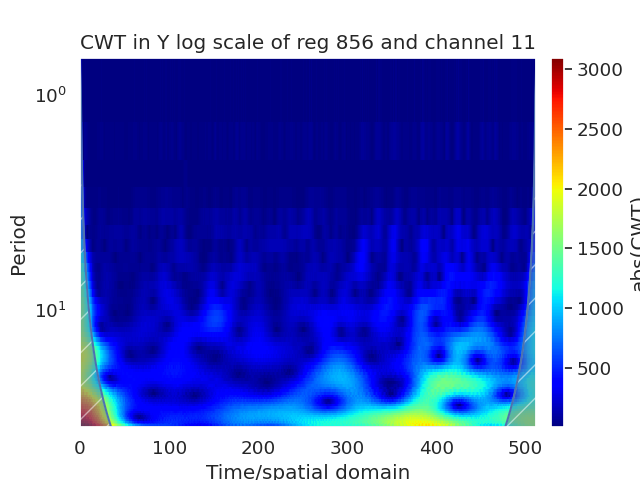 CWT in Y log scale of reg 856 and channel 11
10⁰
10¹
Period
0 100 200 300 400 500
Time/spatial domain
3000
2500
2000
1500
1000
500
abs(CWT)